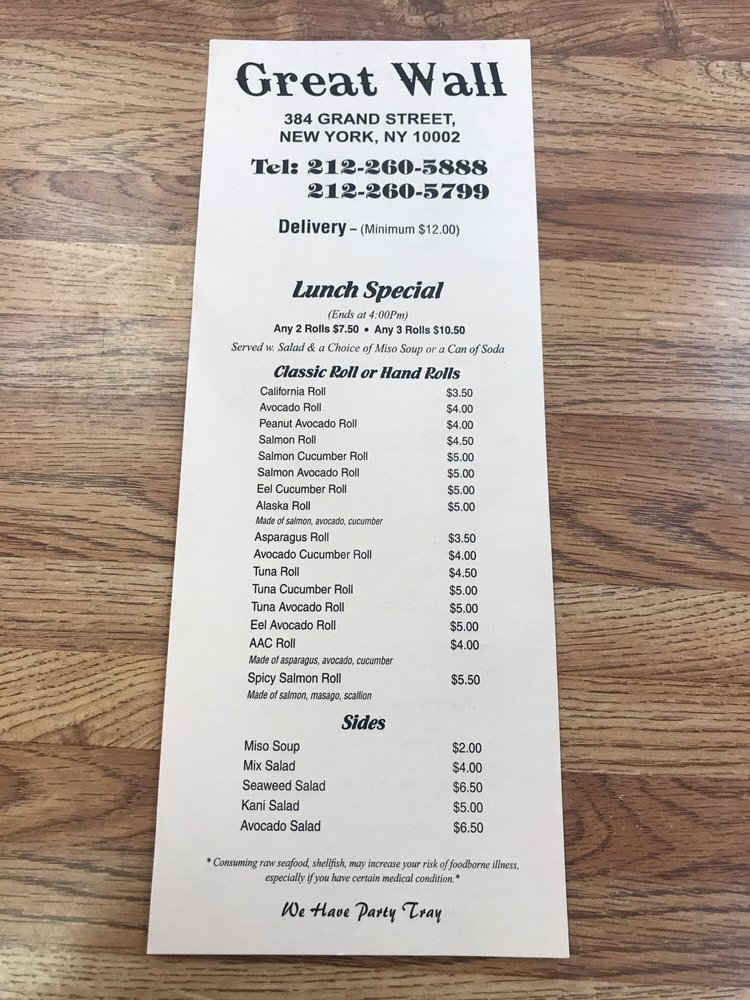 Great Wall
384 GRAND STREET,
NEW YORK, NY 10002
Tel: 212-260-5888
212-260-5799
Delivery – (Minimum $12.00)
Lunch Special
(Ends at 4:00Pm)
Any 2 Rolls $7.50 • Any 3 Rolls $10.50
Served w. Salad & a Choice of Miso Soup or a Can of Soda
Classic Roll or Hand Rolls
California Roll $3.50
Avocado Roll $4.00
Peanut Avocado Roll $4.00
Salmon Roll $4.50
Salmon Cucumber Roll $5.00
Salmon Avocado Roll $5.00
Eel Cucumber Roll $5.00
Alaska Roll $5.00
Made of salmon, avocado, cucumber
Asparagus Roll $3.50
Avocado Cucumber Roll $4.00
Tuna Roll $4.50
Tuna Cucumber Roll $5.00
Tuna Avocado Roll $5.00
Eel Avocado Roll $5.00
AAC Roll $4.00
Made of asparagus, avocado, cucumber
Spicy Salmon Roll $5.50
Made of salmon, masago, scallion
Sides
Miso Soup $2.00
Mix Salad $4.00
Seaweed Salad $6.50
Kani Salad $5.00
Avocado Salad $6.50
* Consuming raw seafood, shellfish, may increase your risk of foodborne illness,
especially if you have certain medical condition.*
We Have Party Tray